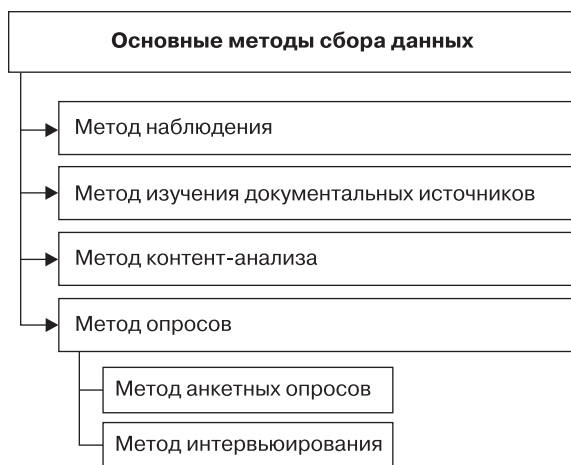 Основные методы сбора данных
Метод наблюдения
Метод изучения документальных источников
Метод контент-анализа
Метод опросов
Метод анкетных опросов
Метод интервьюирования